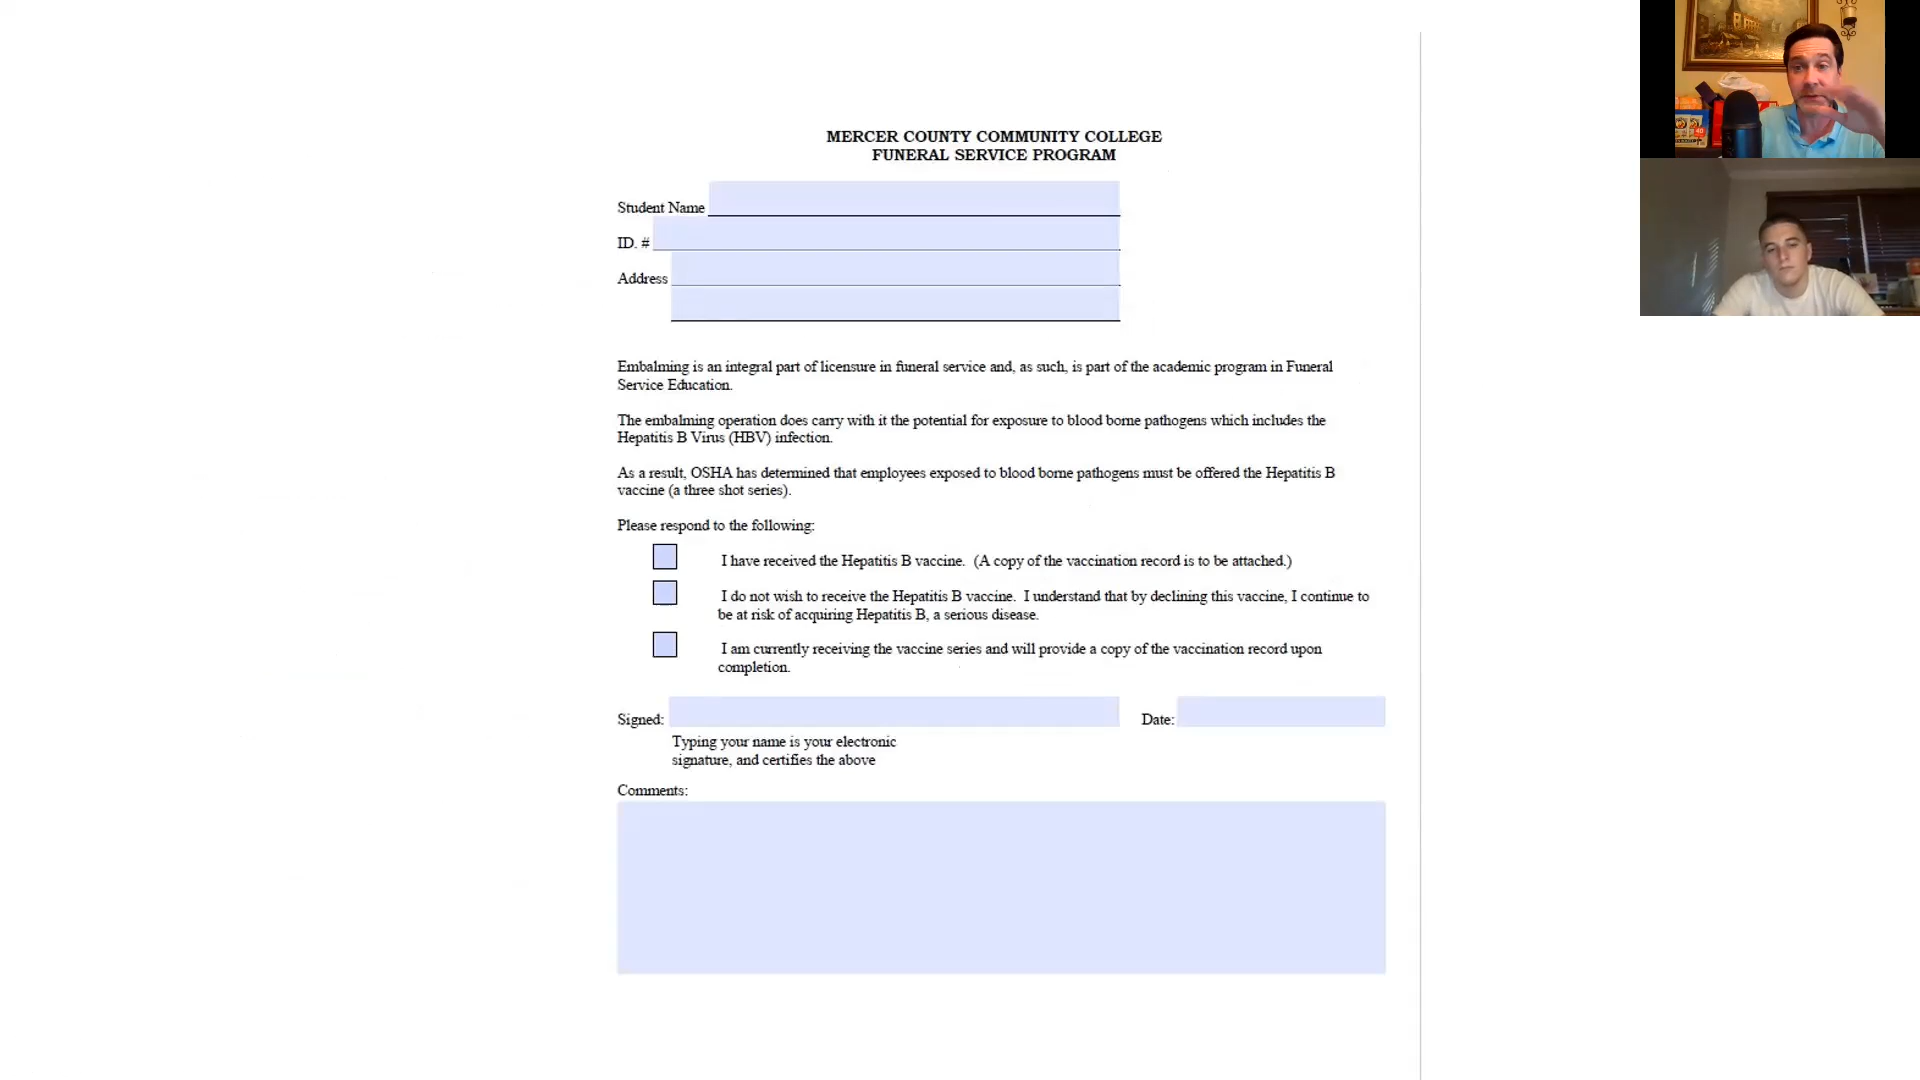 MERCER COUNTY COMMUNITY COLLEGE
FUNERAL SERVICE PROGRAM
Student Name
ID. #
Address
Embalming is an integral part of licensure in funeral service and, as such, is part of the academic program in Funeral
Service Education.
The embalming operation does carry with it the potential for exposure to blood borne pathogens which includes the
Hepatitis B Virus (HBV) infection.
As a result, OSHA has determined that employees exposed to blood borne pathogens must be offered the Hepatitis B
vaccine (a three shot series).
Please respond to the following:
I have received the Hepatitis B vaccine. (A copy of the vaccination record is to be attached.)
I do not wish to receive the Hepatitis B vaccine. I understand that by declining this vaccine, I continue to
be at risk of acquiring Hepatitis B, a serious disease.
I am currently receiving the vaccine series and will provide a copy of the vaccination record upon
completion.
Signed:
Date:
Typing your name is your electronic
signature, and certifies the above
Comments: